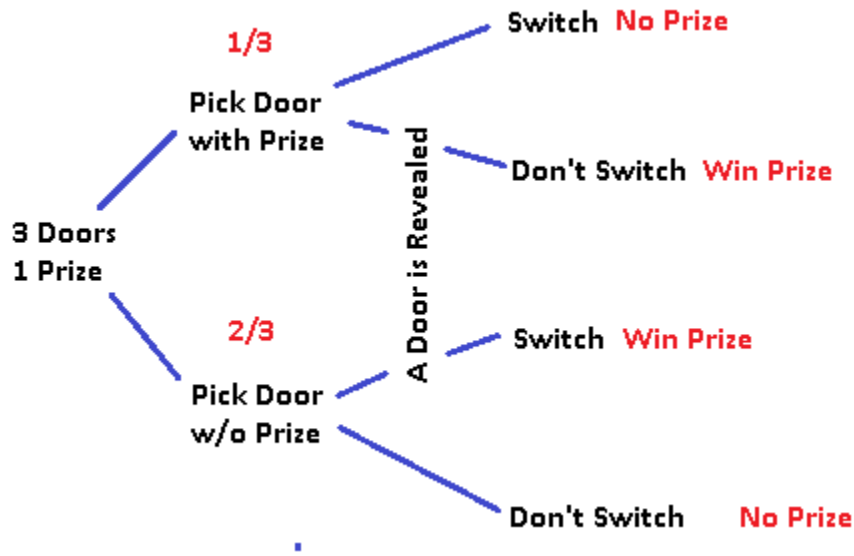 1/3
Switch No Prize
Pick Door
with Prize
Don't Switch Win Prize
3 Doors
1 Prize
A Door is Revealed
2/3
Switch Win Prize
Pick Door
w/o Prize
Don't Switch No Prize